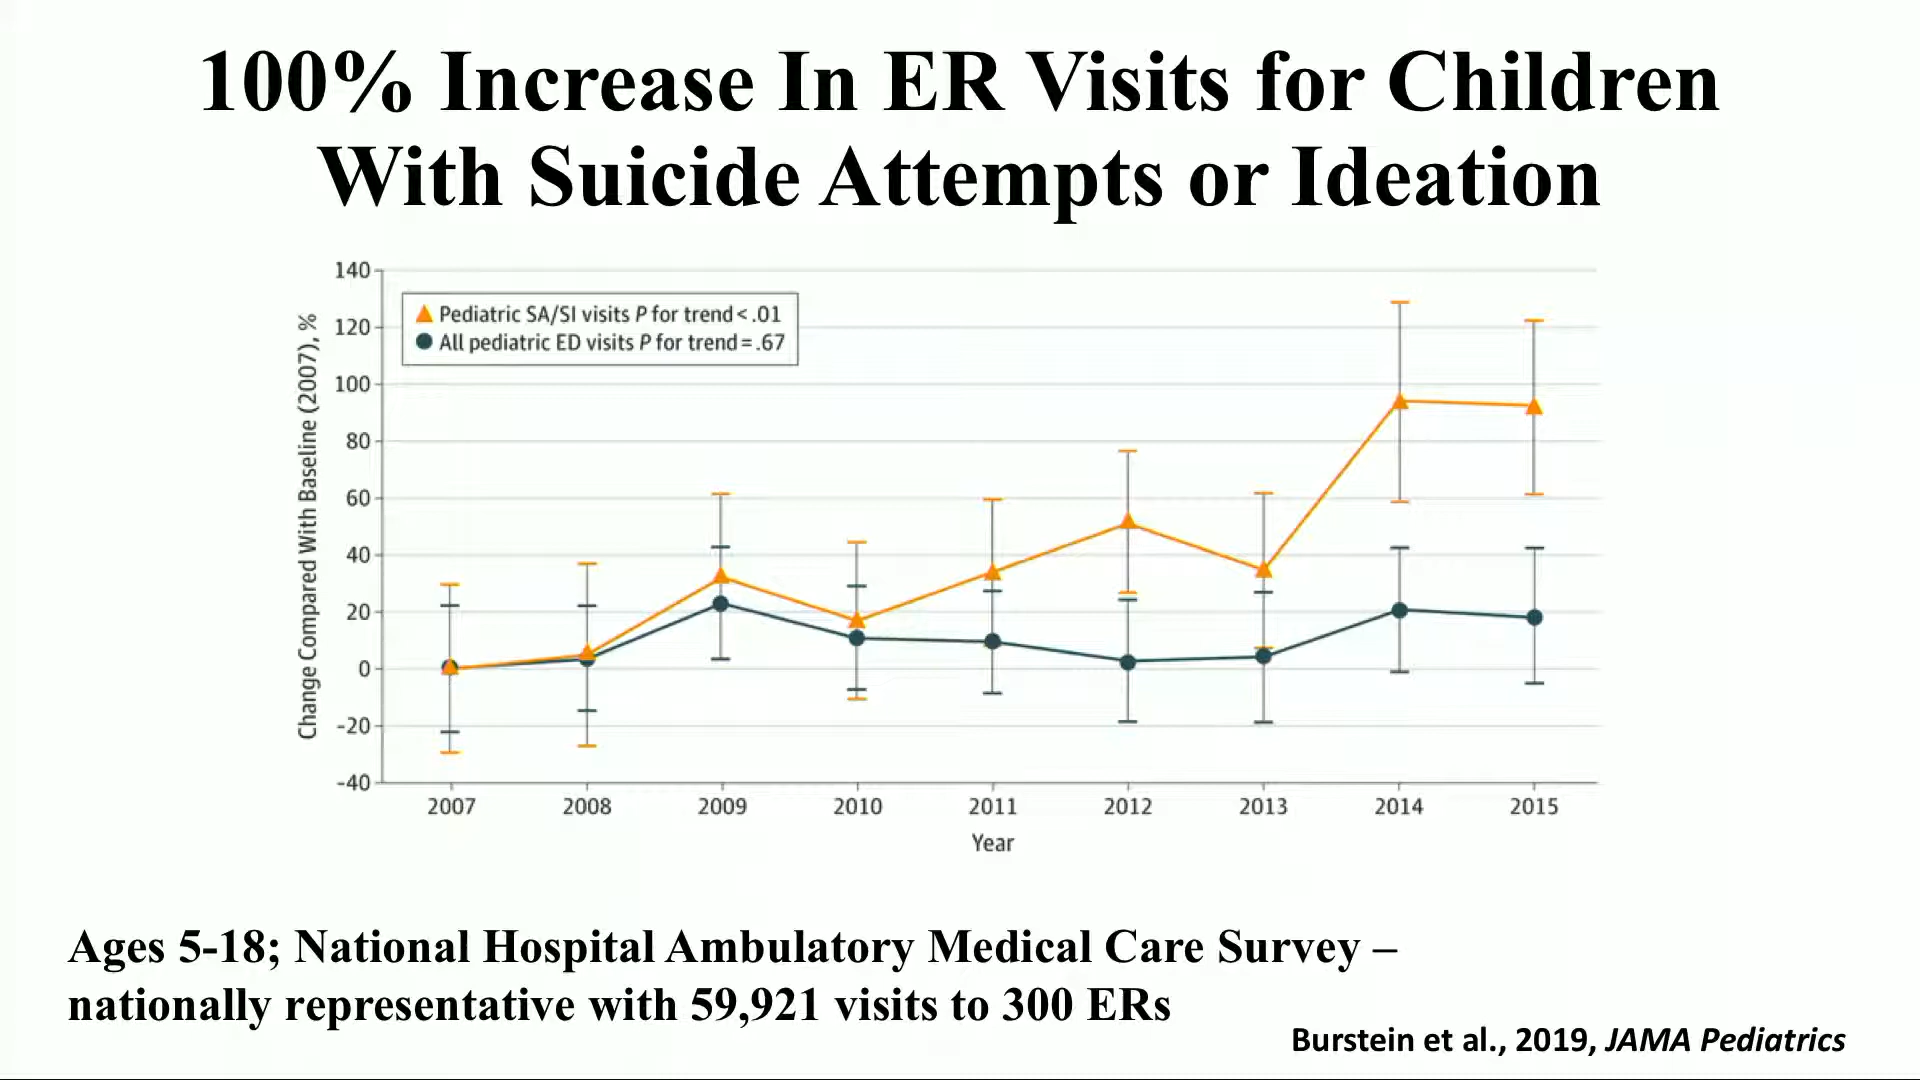 100% Increase In ER Visits for Children
With Suicide Attempts or Ideation
Pediatric SA/SI visits P for trend < .01
All pediatric ED visits P for trend = .67
Change Compared With Baseline (2007), %
140
120
100
80
60
40
20
0
-20
-40
2007 2008 2009 2010 2011 2012 2013 2014 2015
Year
Ages 5-18; National Hospital Ambulatory Medical Care Survey –
nationally representative with 59,921 visits to 300 ERs
Burstein et al., 2019, JAMA Pediatrics